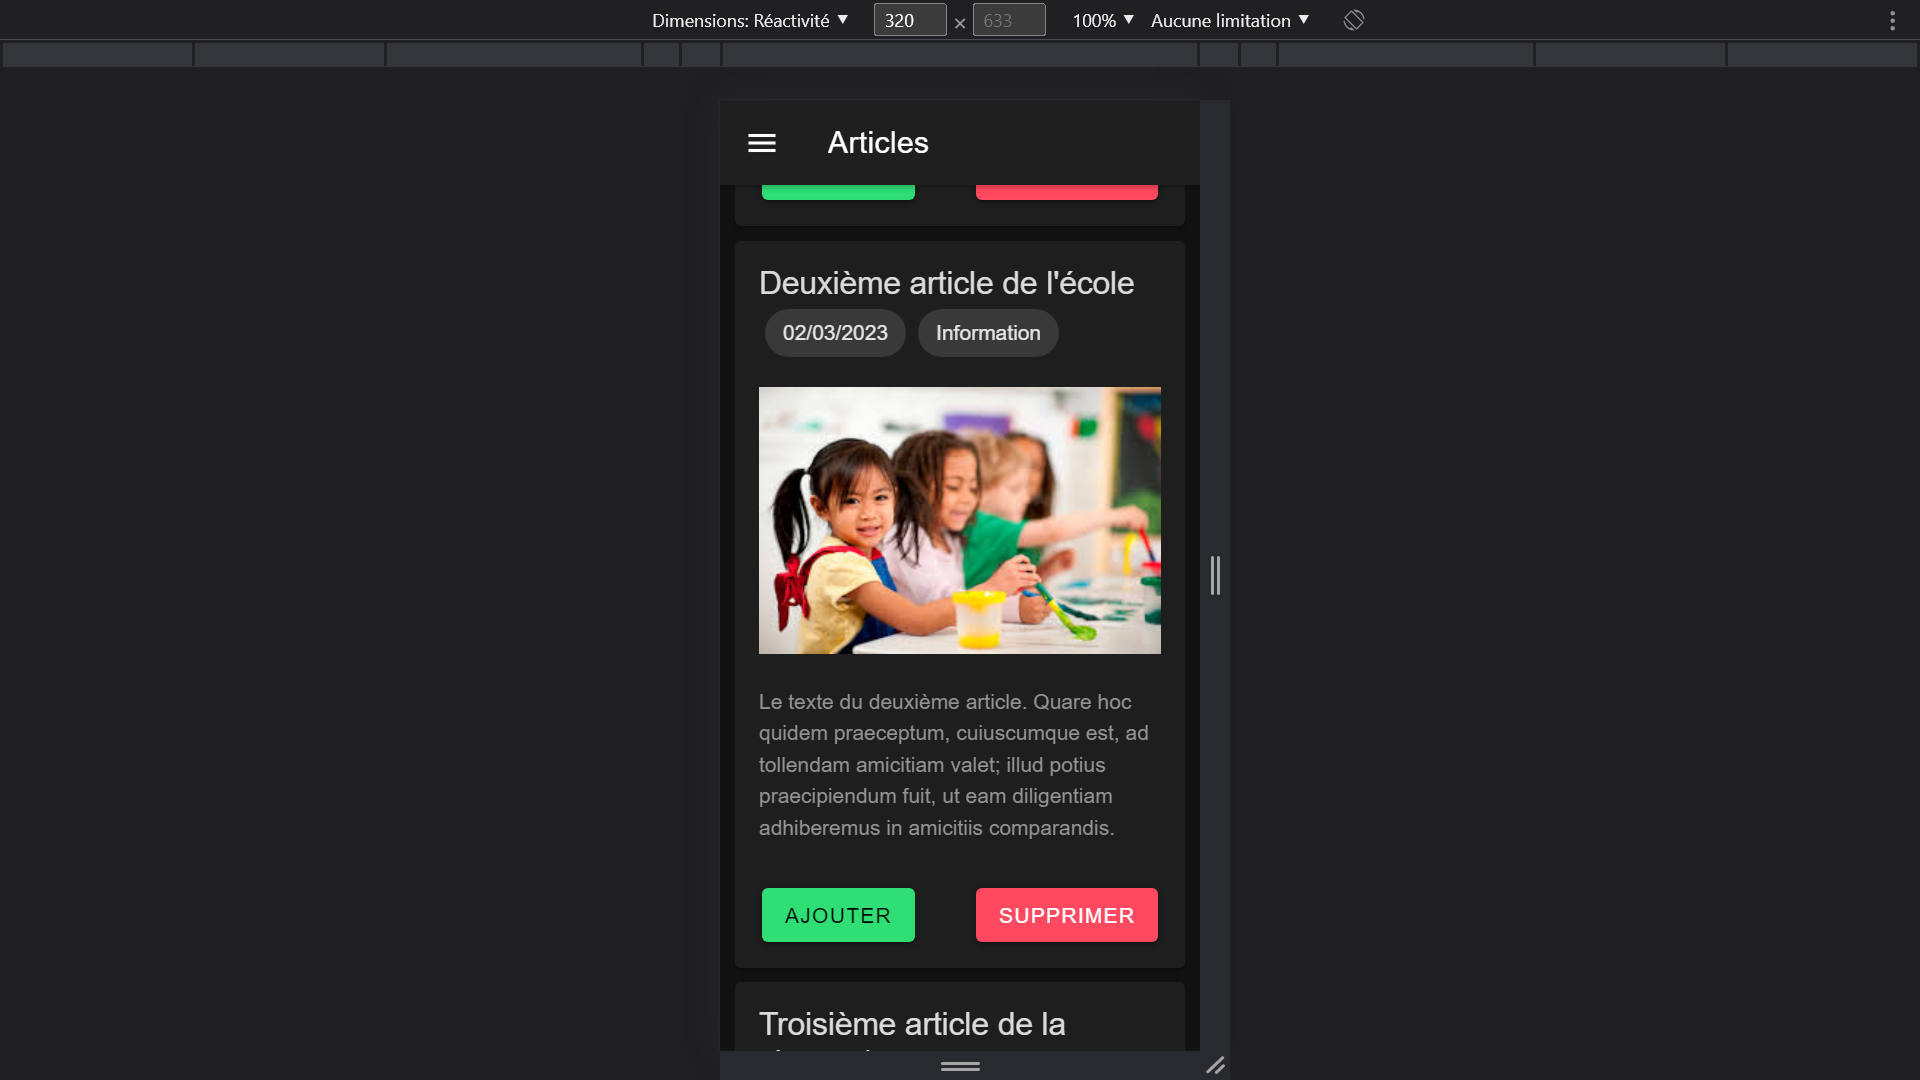 Dimensions: Réactivité ▼ 320 × 633 100% ▼ Aucune limitation ▼
Articles
Deuxième article de l'école
02/03/2023 Information
Le texte du deuxième article. Quare hoc
quidem praeceptum, cuiuscumque est, ad
tollendam amicitiam valet; illud potius
praecipiendum fuit, ut eam diligentiam
adhiberemus in amicitiis comparandis.
AJOUTER SUPPRIMER
Troisième article de la